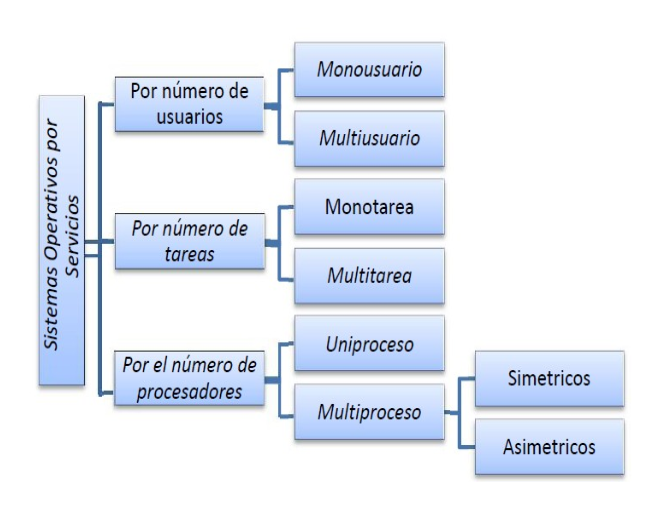 Sistemas Operativos por
Servicios
Por número de
usuarios
Monousuario
Multiusuario
Por número de
tareas
Monotarea
Multitarea
Por el número de
procesadores
Uniproceso
Multiproceso
Simetricos
Asimetricos